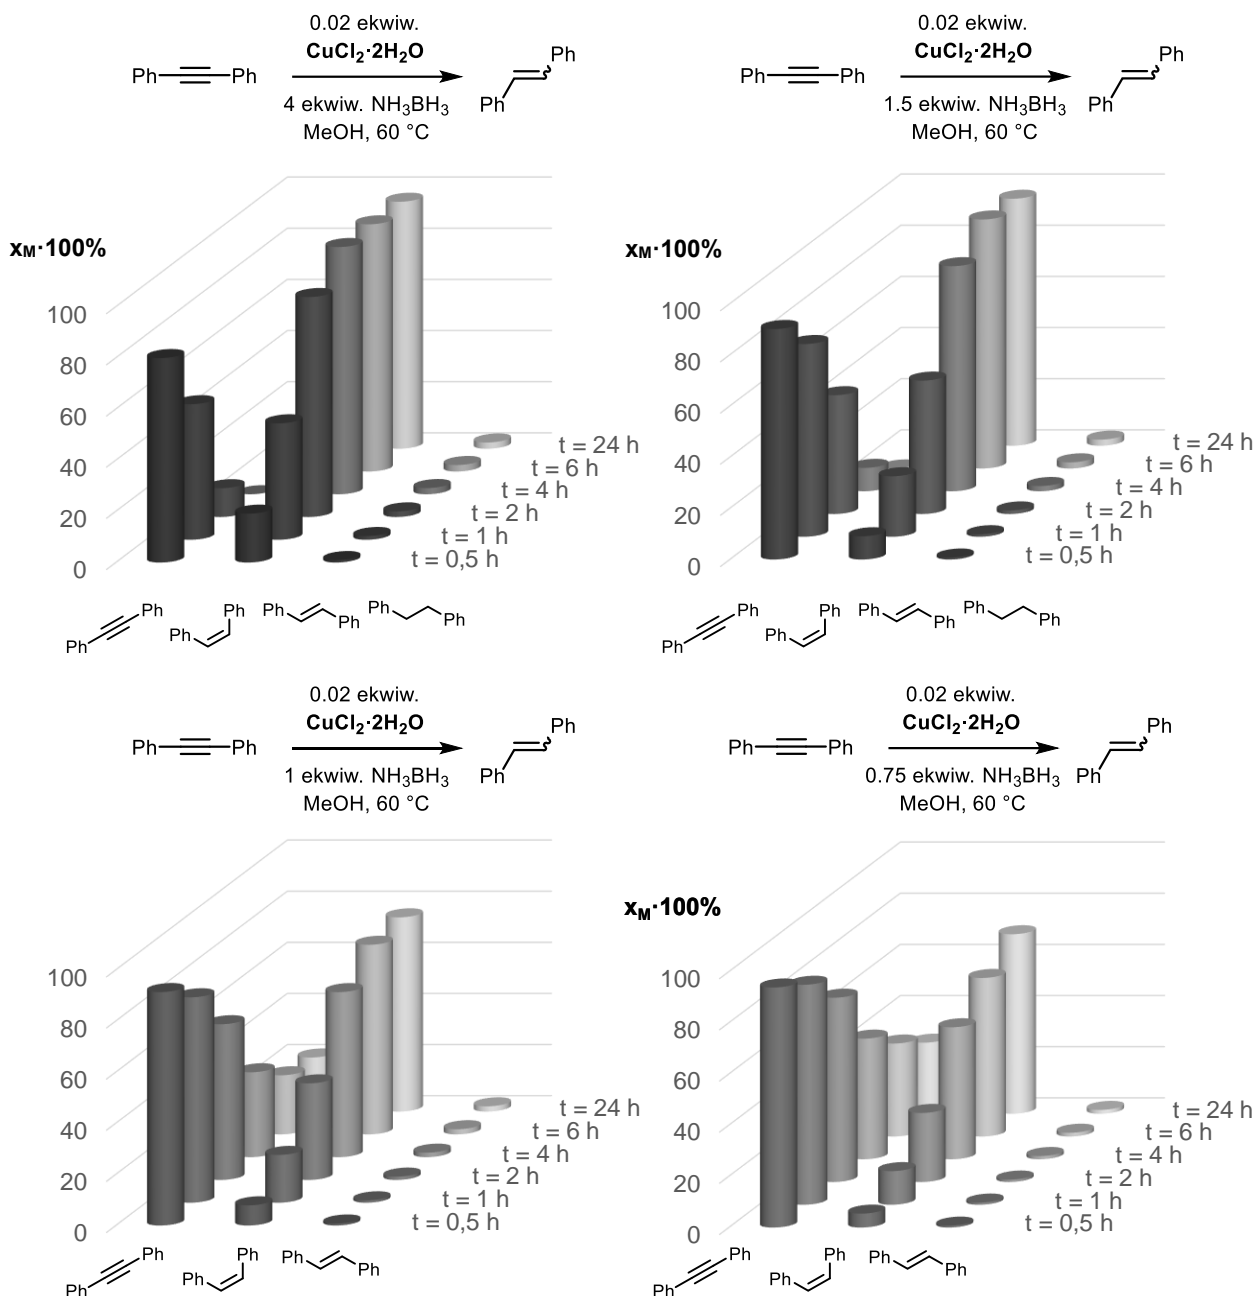 0.02 ekwiw.
CuCl₂·2H₂O
Ph
Ph
Ph
Ph
4 ekwiw. NH₃BH₃
MeOH, 60 °C
xM·100%
100
80
60
40
20
0
t = 24 h
t = 6 h
t = 4 h
t = 2 h
t = 1 h
t = 0,5 h
Ph
Ph
Ph
Ph
Ph
Ph
Ph
Ph
0.02 ekwiw.
CuCl₂·2H₂O
Ph
Ph
Ph
Ph
1.5 ekwiw. NH₃BH₃
MeOH, 60 °C
xM·100%
100
80
60
40
20
0
t = 24 h
t = 6 h
t = 4 h
t = 2 h
t = 1 h
t = 0,5 h
Ph
Ph
Ph
Ph
Ph
Ph
Ph
Ph
0.02 ekwiw.
CuCl₂·2H₂O
Ph
Ph
Ph
Ph
1 ekwiw. NH₃BH₃
MeOH, 60 °C
100
80
60
40
20
0
t = 24 h
t = 6 h
t = 4 h
t = 2 h
t = 1 h
t = 0,5 h
Ph
Ph
Ph
Ph
Ph
Ph
0.02 ekwiw.
CuCl₂·2H₂O
Ph
Ph
Ph
Ph
0.75 ekwiw. NH₃BH₃
MeOH, 60 °C
xM·100%
100
80
60
40
20
0
t = 24 h
t = 6 h
t = 4 h
t = 2 h
t = 1 h
t = 0,5 h
Ph
Ph
Ph
Ph
Ph
Ph